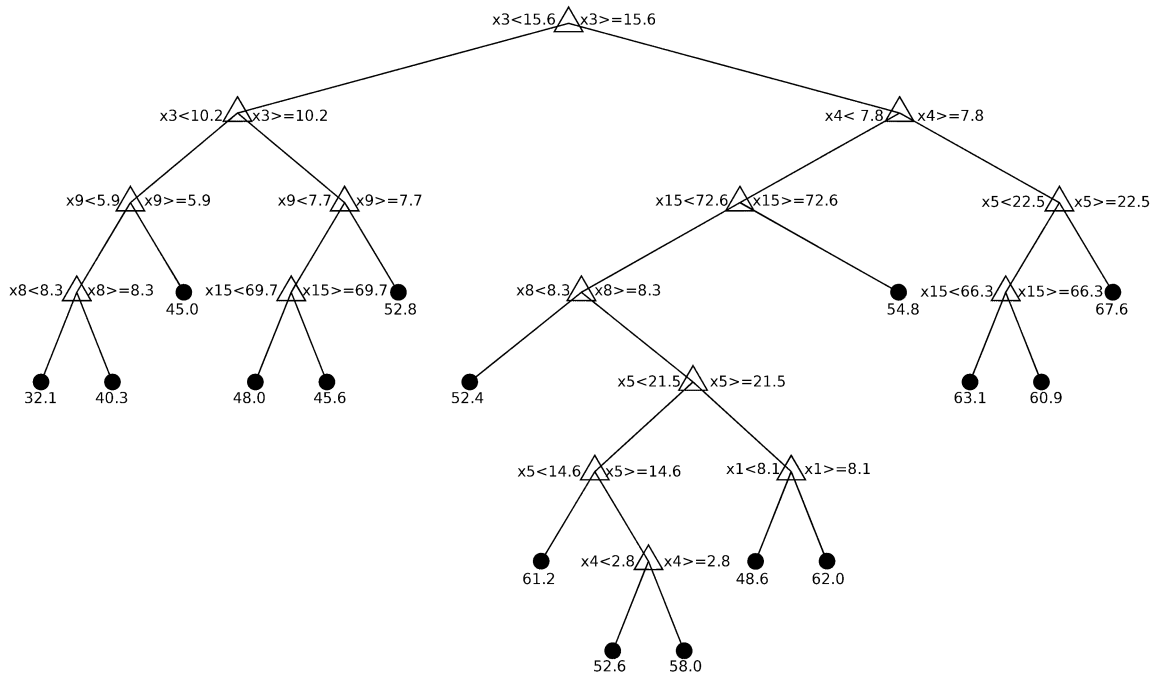 x3<15.6 x3>=15.6
x3<10.2 x3>=10.2 x4< 7.8 x4>=7.8
x9<5.9 x9>=5.9 x9<7.7 x9>=7.7 x15<72.6 x15>=72.6 x5<22.5 x5>=22.5
x8<8.3 x8>=8.3 x15<69.7 x15>=69.7 x8<8.3 x8>=8.3 x15<66.3 x15>=66.3
45.0 52.8 54.8 67.6
x5<21.5 x5>=21.5
32.1 40.3 48.0 45.6 52.4 63.1 60.9
x5<14.6 x5>=14.6 x1<8.1 x1>=8.1
x4<2.8 x4>=2.8
61.2 48.6 62.0
52.6 58.0